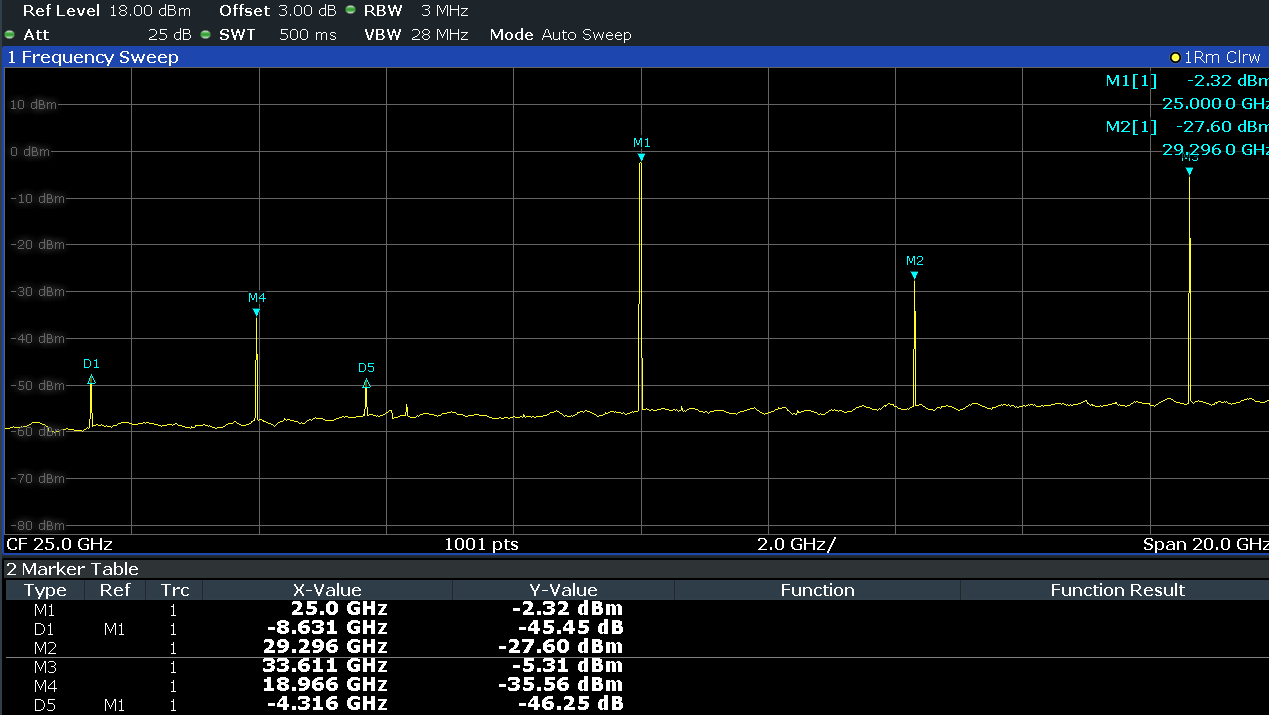 Ref Level 18.00 dBm Offset 3.00 dB RBW 3 MHz
Att 25 dB SWT 500 ms VBW 28 MHz Mode Auto Sweep
1 Frequency Sweep 1Rm Clrw
M1[1] -2.32 dBm
25.0000 GHz
M2[1] -27.60 dBm
29.2960 GHz
10 dBm
0 dBm
-10 dBm
-20 dBm
-30 dBm
-40 dBm
-50 dBm
-60 dBm
-70 dBm
-80 dBm
M1
M3
M2
M4
D1
D5
CF 25.0 GHz 1001 pts 2.0 GHz/ Span 20.0 GHz
2 Marker Table
Type Ref Trc X-Value Y-Value Function Function Result
M1 1 25.0 GHz -2.32 dBm
D1 M1 1 -8.631 GHz -45.45 dB
M2 1 29.296 GHz -27.60 dBm
M3 1 33.611 GHz -5.31 dBm
M4 1 18.966 GHz -35.56 dBm
D5 M1 1 -4.316 GHz -46.25 dB